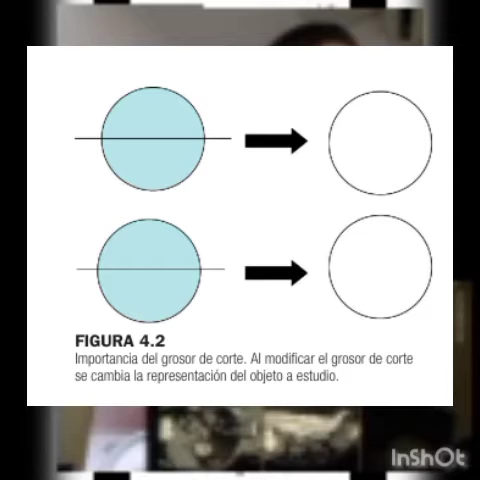 FIGURA 4.2
Importancia del grosor de corte. Al modificar el grosor de corte
se cambia la representación del objeto a estudio.
InShOt